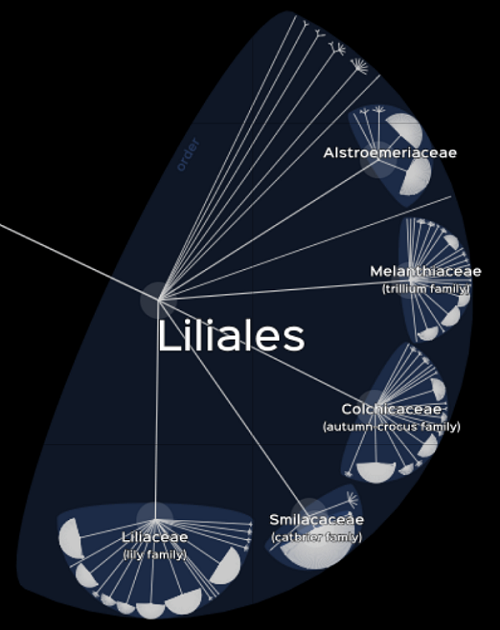 order
Alstroemeriaceae
Melanthiaceae
(trillium family)
Liliales
Colchicaceae
(autumn crocus family)
Smilacaceae
(catbrier family)
Liliaceae
(lily family)